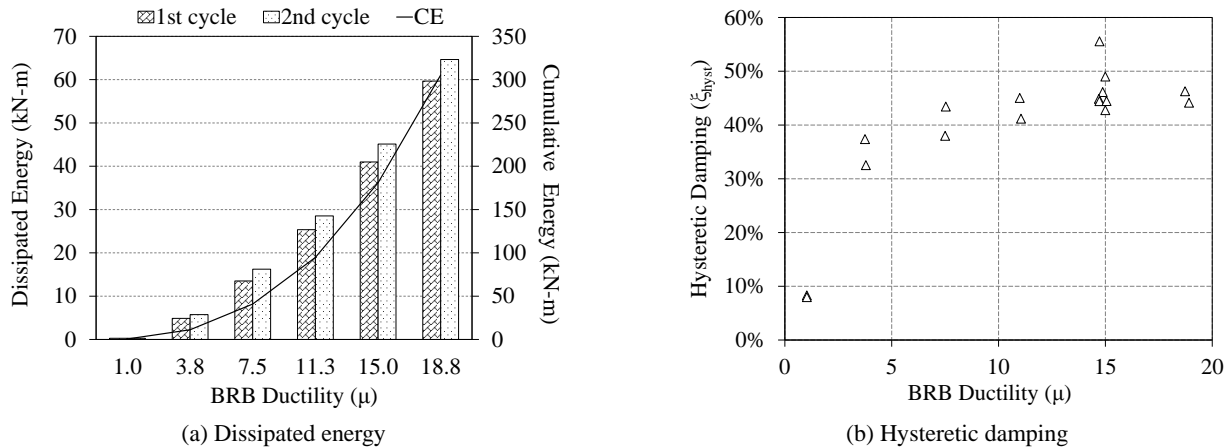 1st cycle 2nd cycle CE
Dissipated Energy (kN-m)
70
60
50
40
30
20
10
0
350
300
250
200
150
100
50
0
Cumulative Energy (kN-m)
1.0 3.8 7.5 11.3 15.0 18.8
BRB Ductility (μ)
(a) Dissipated energy
Hysteretic Damping (ξhyst)
60%
50%
40%
30%
20%
10%
0%
0 5 10 15 20
BRB Ductility (μ)
(b) Hysteretic damping